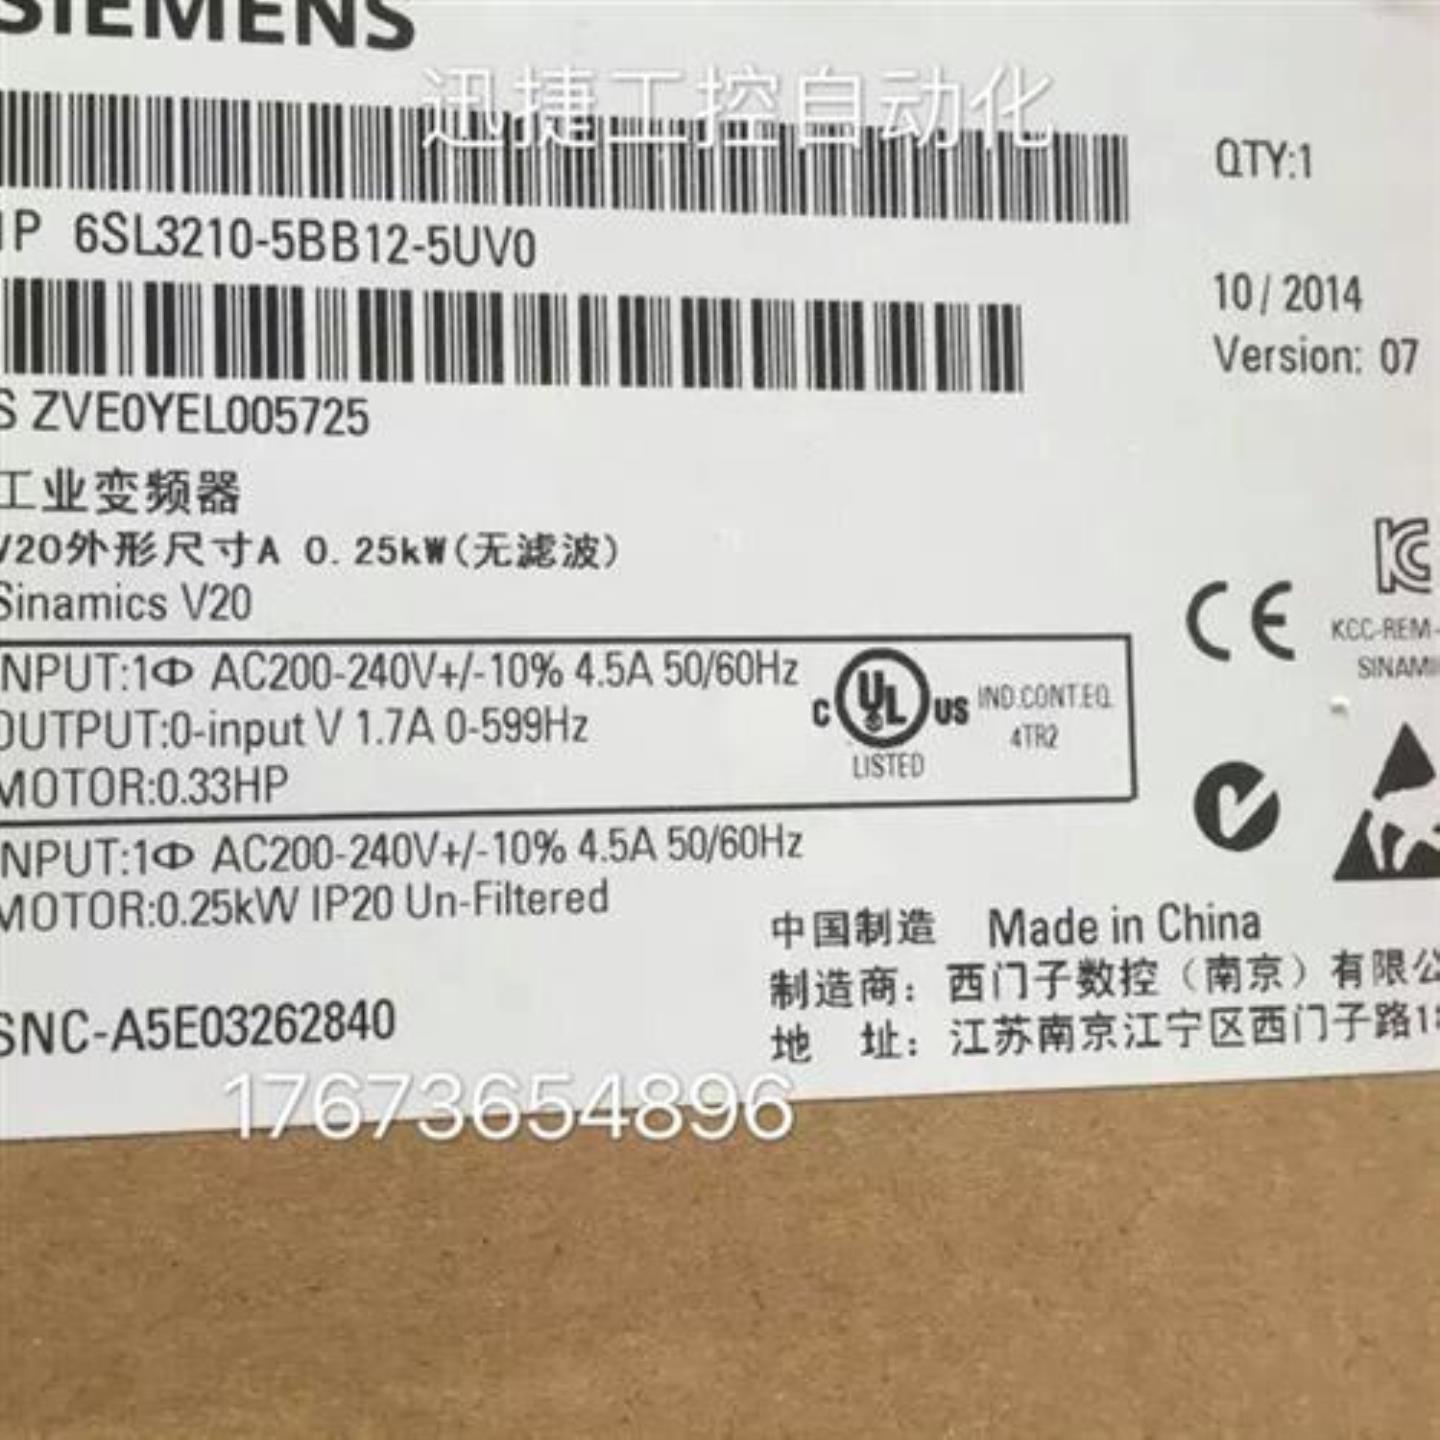 SIEMENS
迅捷工控自动化
QTY:1
1P 6SL3210-5BB12-5UV0
10/2014
Version: 07
S ZVE0YEL005725
工业变频器
V20外形尺寸A 0.25kW(无滤波)
Sinamics V20
KCC-REM-
SINAMI
INPUT:1Φ AC200-240V+/-10% 4.5A 50/60Hz
OUTPUT:0-input V 1.7A 0-599Hz
MOTOR:0.33HP
C UL US
LISTED
IND.CONT.EQ.
4TR2
CE
INPUT:1Φ AC200-240V+/-10% 4.5A 50/60Hz
MOTOR:0.25kW IP20 Un-Filtered
中国制造 Made in China
制造商：西门子数控（南京）有限公
地 址：江苏南京江宁区西门子路1
SNC-A5E03262840
17673654896